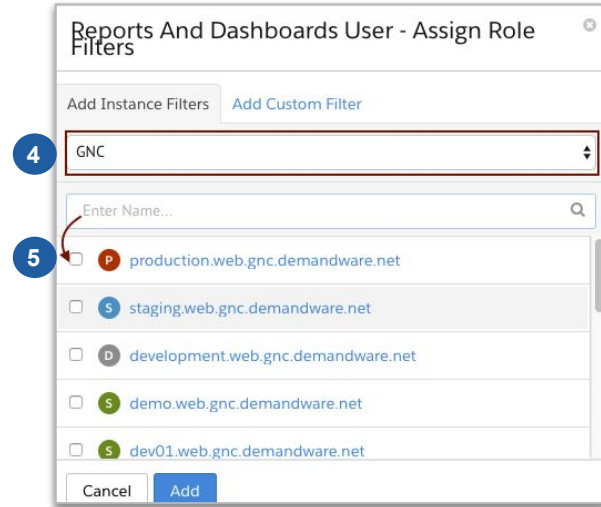 Reports And Dashboards User - Assign Role
Filters
Add Instance Filters Add Custom Filter
4 GNC
Enter Name...
5 P production.web.gnc.demandware.net
S staging.web.gnc.demandware.net
D development.web.gnc.demandware.net
S demo.web.gnc.demandware.net
S dev01.web.gnc.demandware.net
Cancel Add